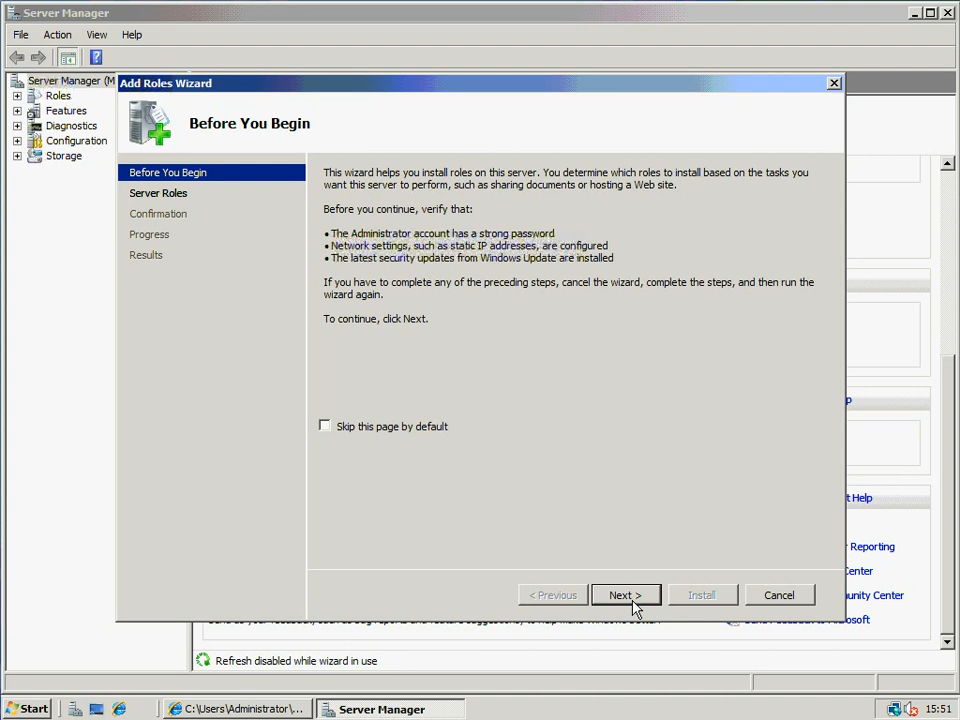 Server Manager
File Action View Help
Server Manager (M
Roles
Features
Diagnostics
Configuration
Storage
Add Roles Wizard
Before You Begin
Before You Begin
Server Roles
Confirmation
Progress
Results
This wizard helps you install roles on this server. You determine which roles to install based on the tasks you
want this server to perform, such as sharing documents or hosting a Web site.
Before you continue, verify that:
• The Administrator account has a strong password
• Network settings, such as static IP addresses, are configured
• The latest security updates from Windows Update are installed
If you have to complete any of the preceding steps, cancel the wizard, complete the steps, and then run the
wizard again.
To continue, click Next.
Skip this page by default
< Previous Next > Install Cancel
p
t Help
r Reporting
Center
unity Center
osoft
Refresh disabled while wizard in use
Start
C:\Users\Administrator\...
Server Manager
15:51